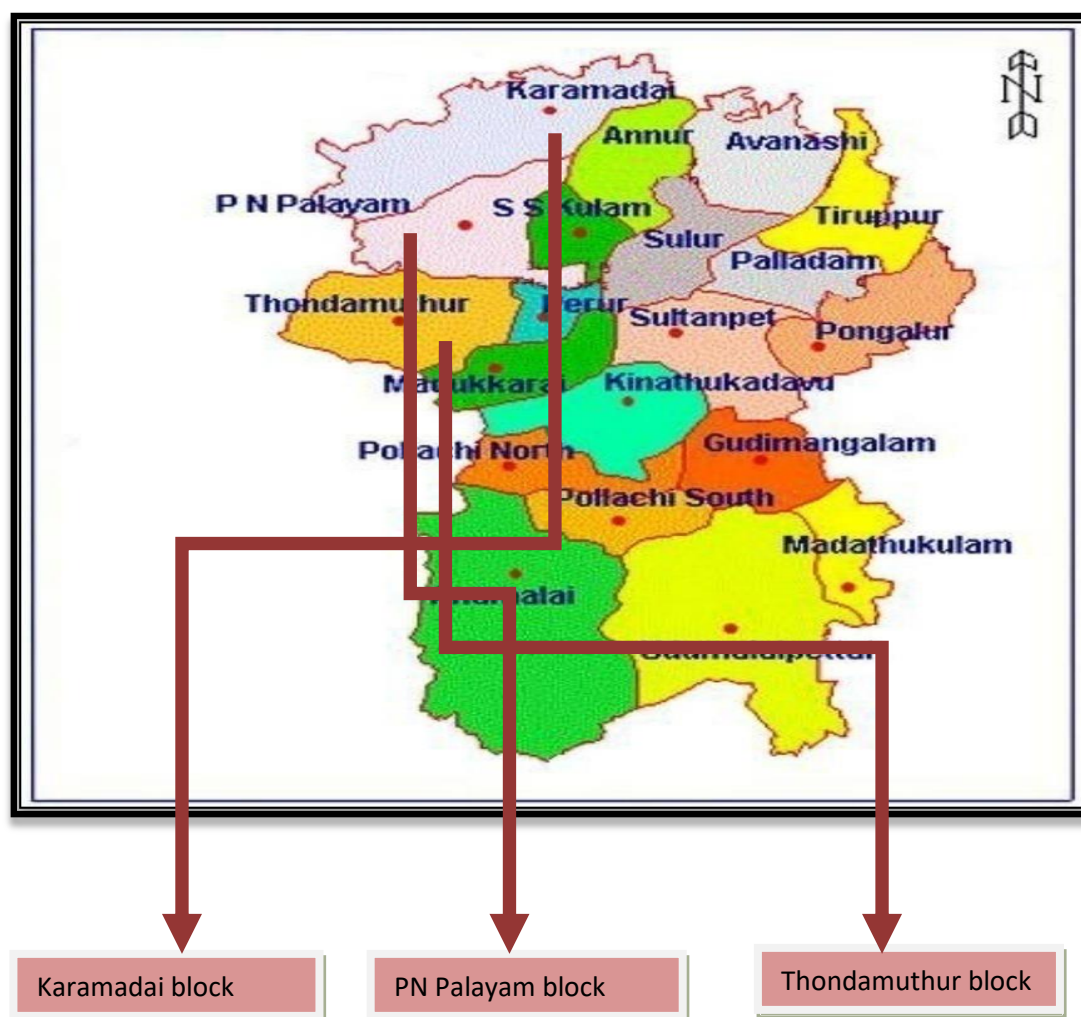 N
Karamadai
Annur
Avanashi
P N Palayam
S S Kulam
Tiruppur
Sulur
Palladam
Thondamuthur
Perur
Sultanpet
Pongalur
Madukkarai
Kinathukadavu
Pollachi North
Gudimangalam
Pollachi South
Madathukulam
Karamadai block
PN Palayam block
Thondamuthur block